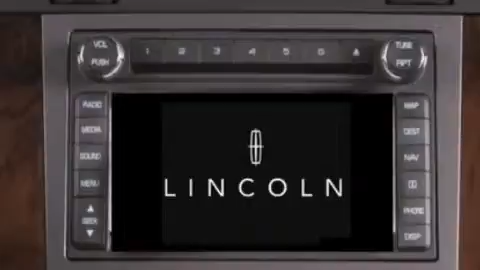 VOL
PUSH
1 2 3 4 5 6
TUNE
RPT
RADIO
MEDIA
SOUND
MENU
SEEK
LINCOLN
MAP
DEST
NAV
PHONE
DISP